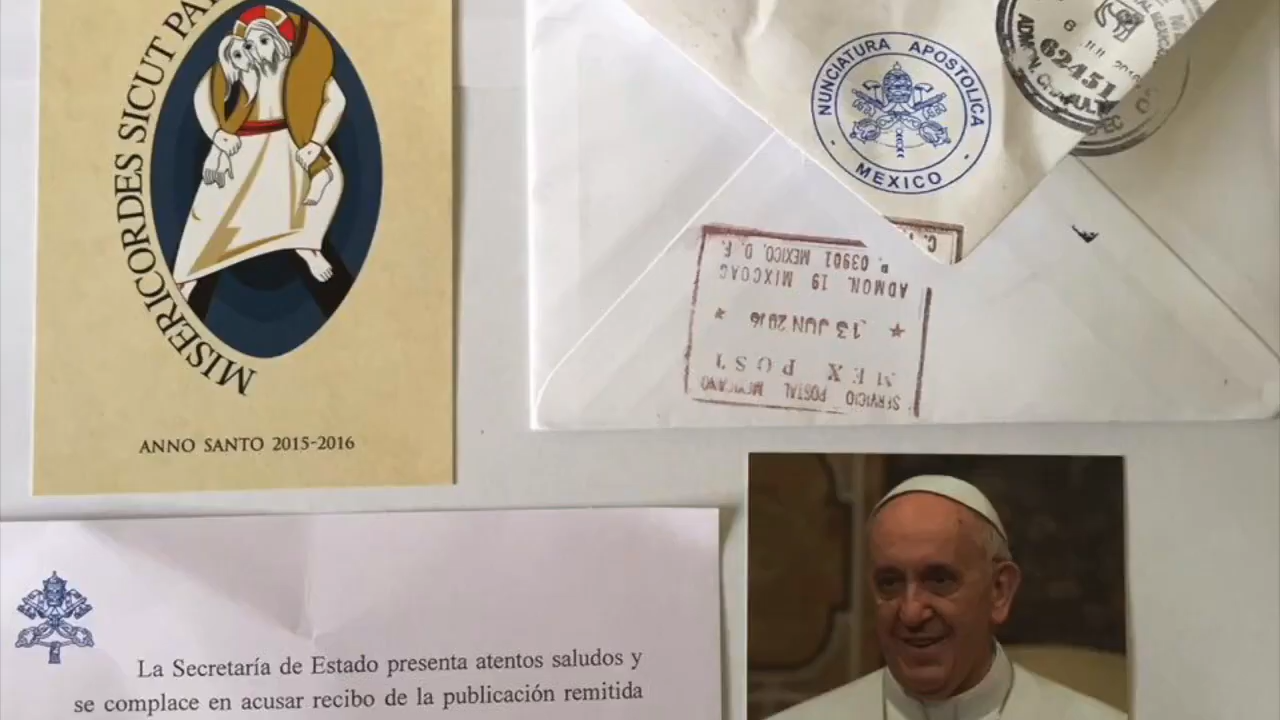 MISERICORDES SICUT
ANNO SANTO 2015-2016
NUNCIATURA APOSTOLICA
- MEXICO -
62451
SERVICIO POSTAL MEXICANO
MEX POST
★ 13 JUN 2016 ★
ADMON. 19 MIXCOAC
03901 MEXICO, D. F.
La Secretaría de Estado presenta atentos saludos y
se complace en acusar recibo de la publicación remitida